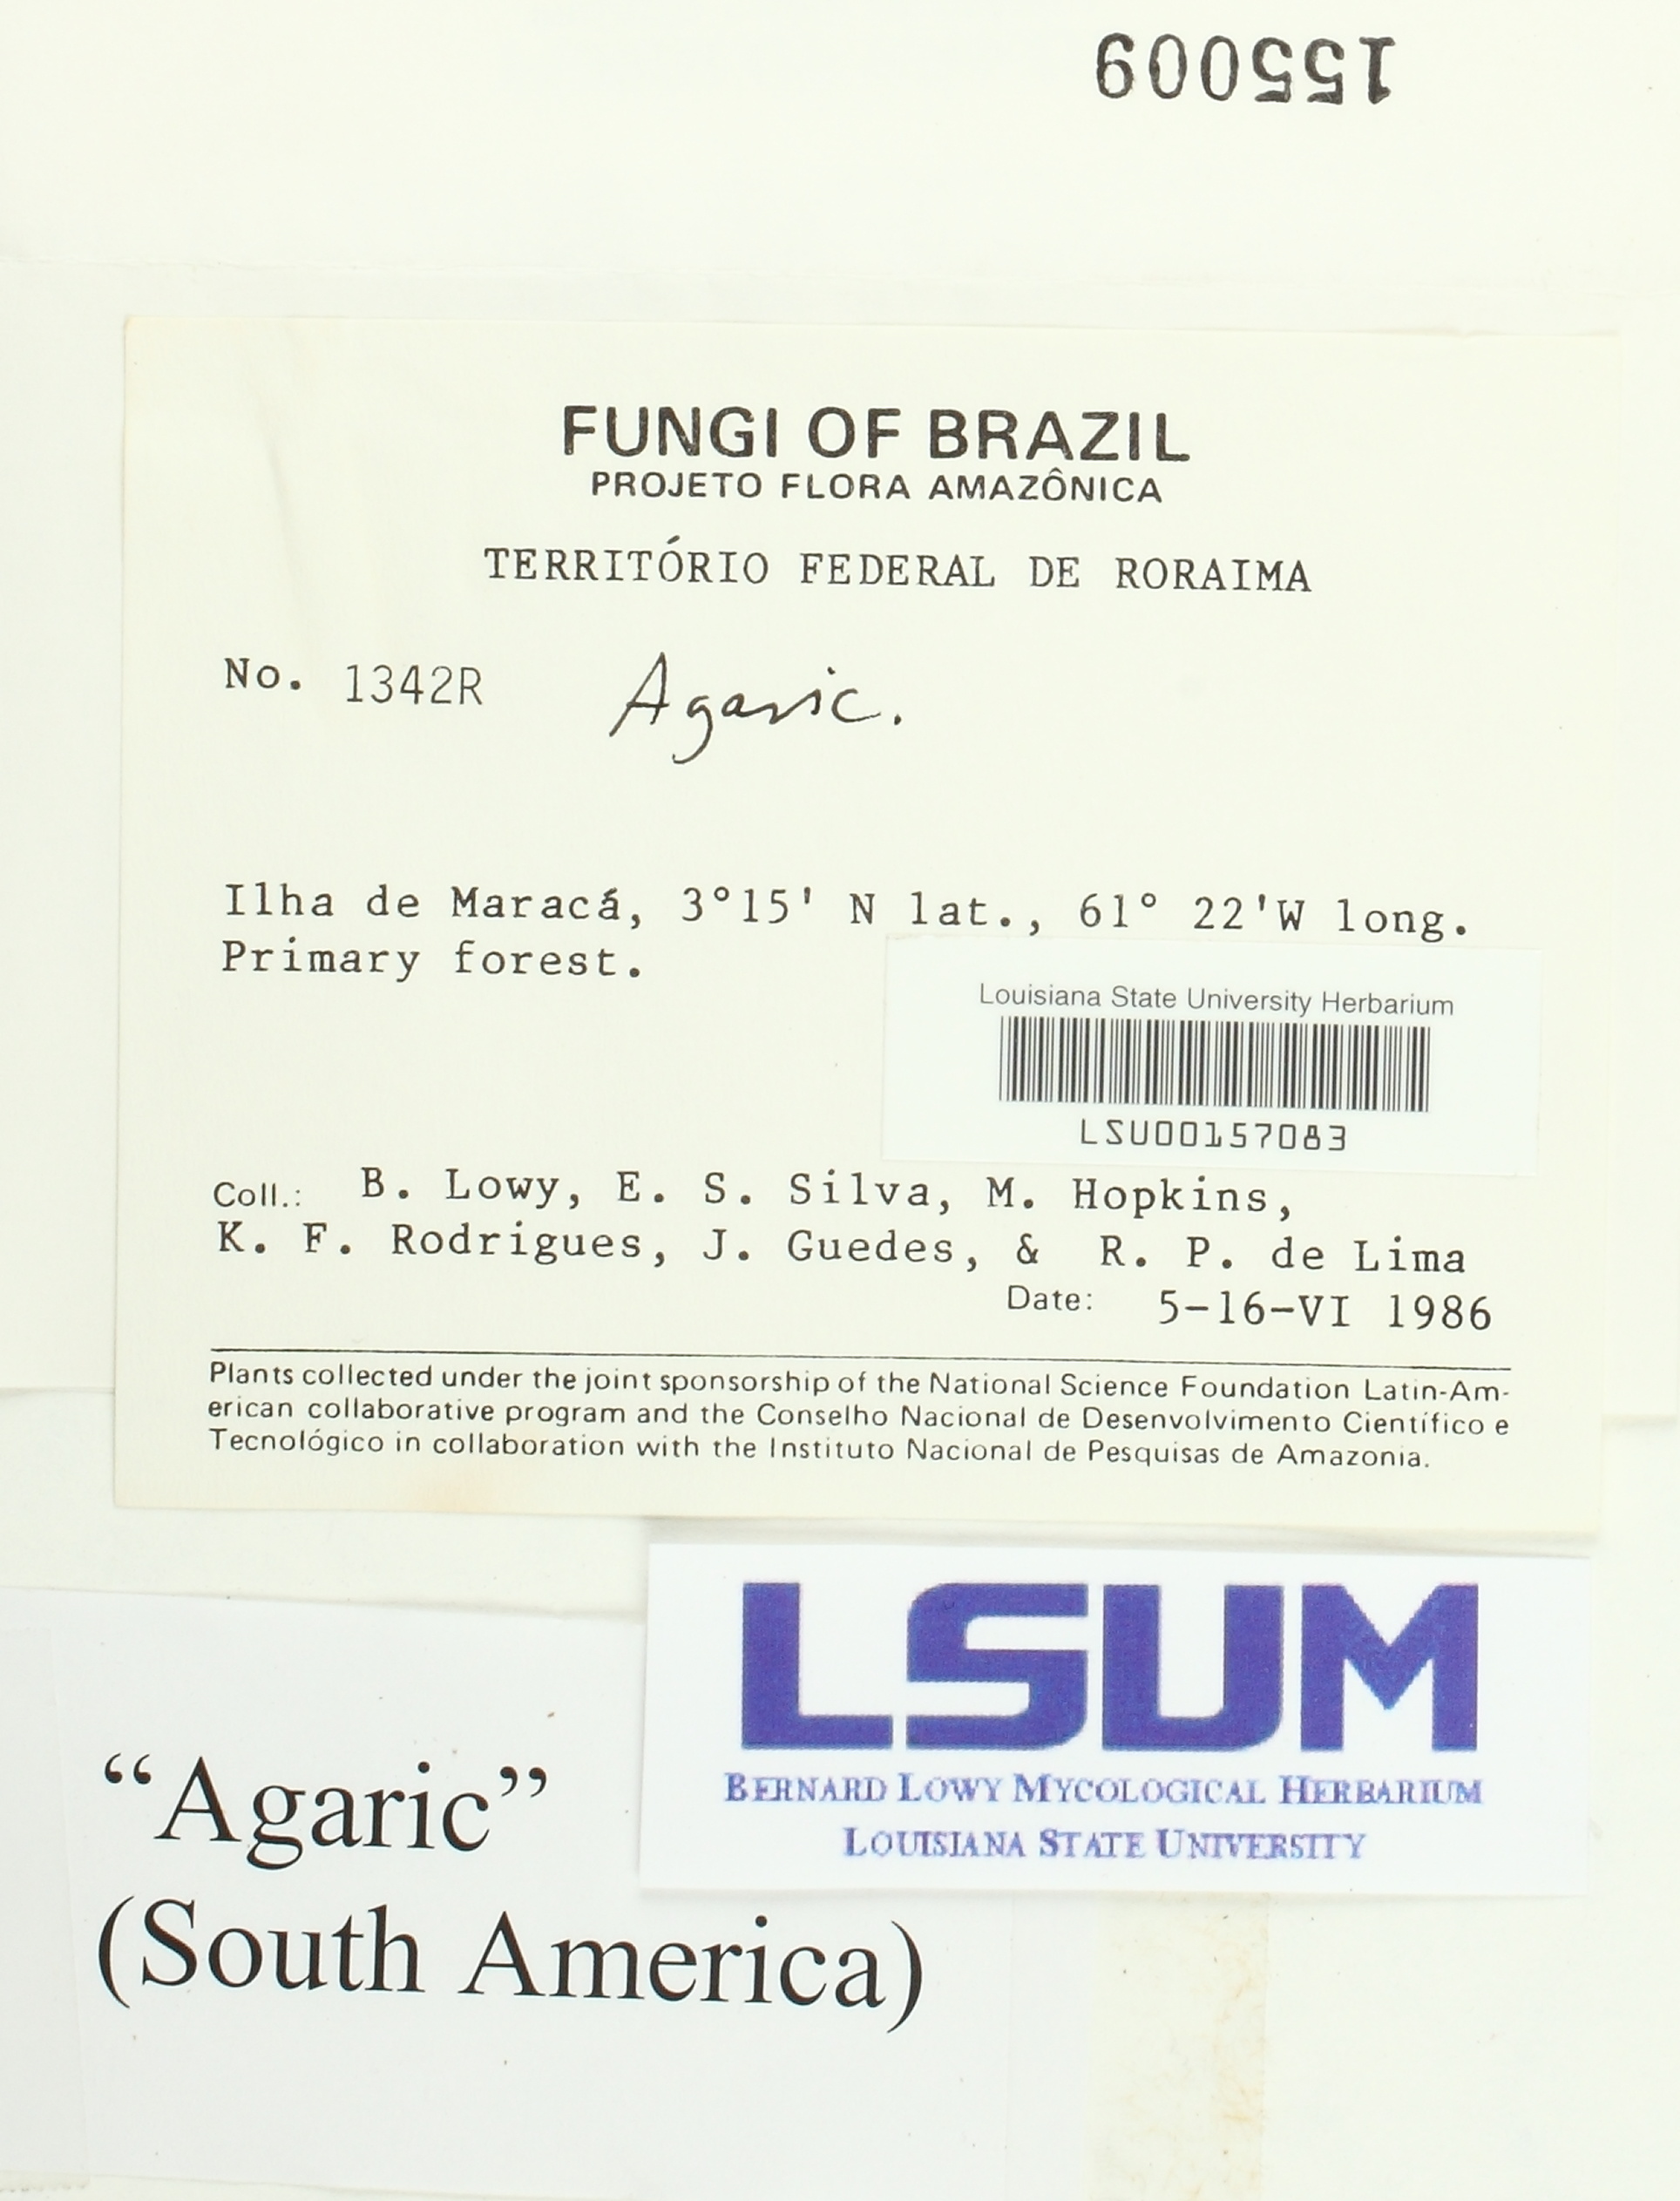 155009
FUNGI OF BRAZIL
PROJETO FLORA AMAZÔNICA
TERRITÓRIO FEDERAL DE RORAIMA
No. 1342R Agaric.
Ilha de Maracá, 3°15' N lat., 61° 22'W long.
Primary forest.
Louisiana State University Herbarium
LSU00157083
Coll.: B. Lowy, E. S. Silva, M. Hopkins,
K. F. Rodrigues, J. Guedes, & R. P. de Lima
Date: 5-16-VI 1986
Plants collected under the joint sponsorship of the National Science Foundation Latin-Am-
erican collaborative program and the Conselho Nacional de Desenvolvimento Científico e
Tecnológico in collaboration with the Instituto Nacional de Pesquisas de Amazonia.
LSUM
BERNARD LOWY MYCOLOGICAL HERBARIUM
LOUISIANA STATE UNIVERSITY
“Agaric”
(South America)